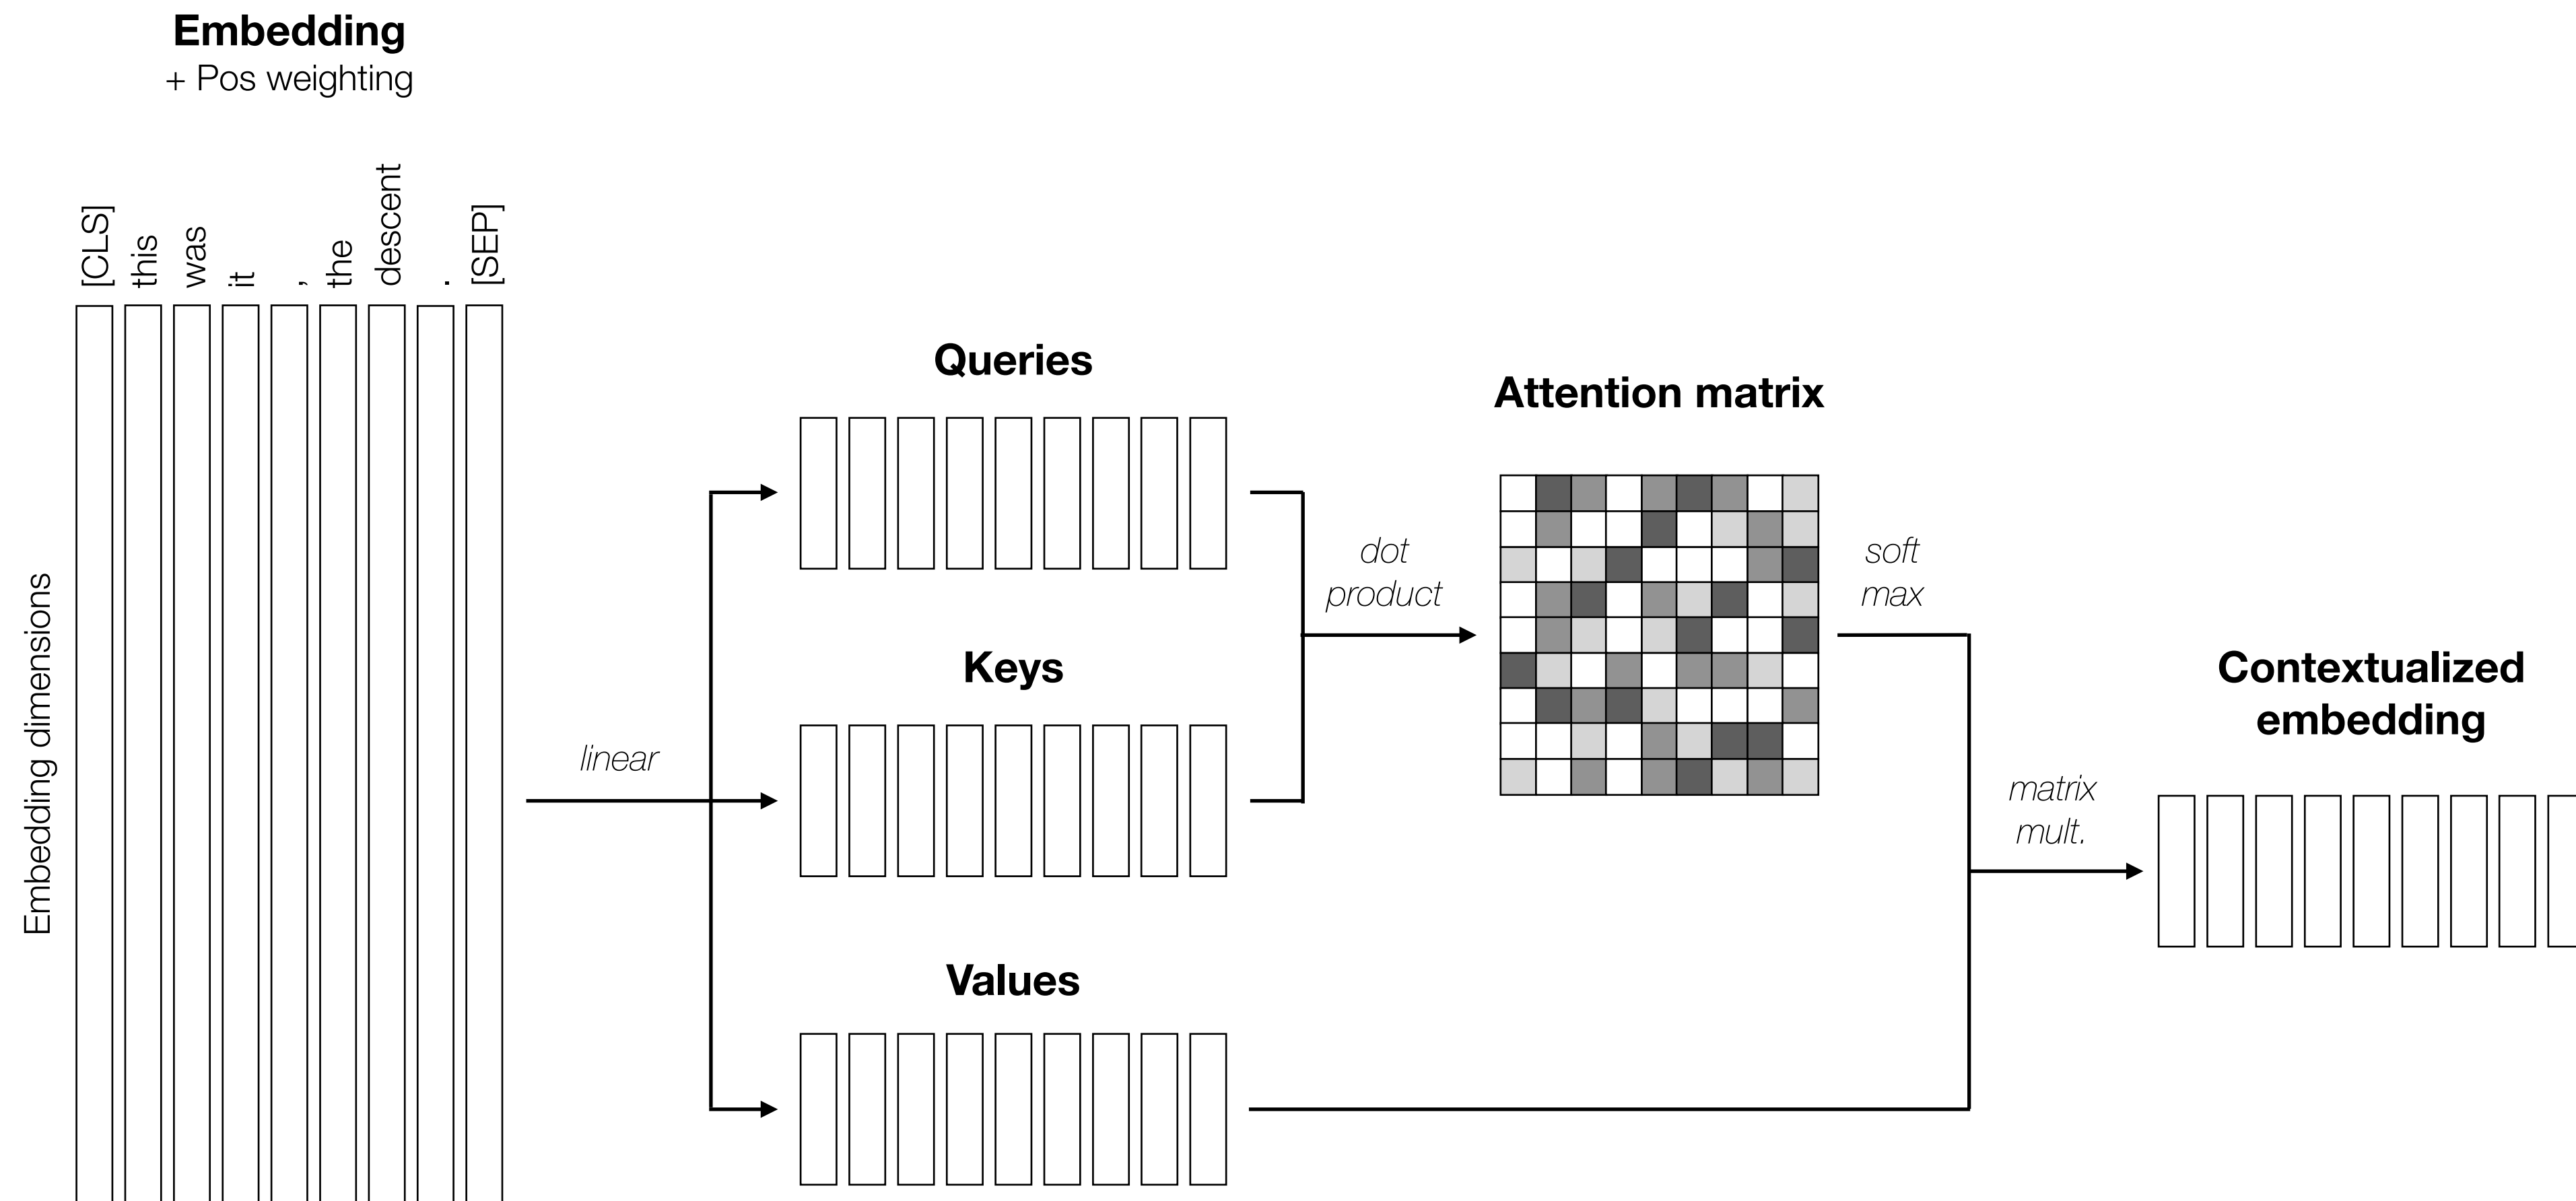 Embedding
+ Pos weighting
[CLS]
this
was
it
,
the
descent
.
[SEP]
Embedding dimensions
linear
Queries
Keys
Values
dot
product
Attention matrix
soft
max
matrix
mult.
Contextualized
embedding